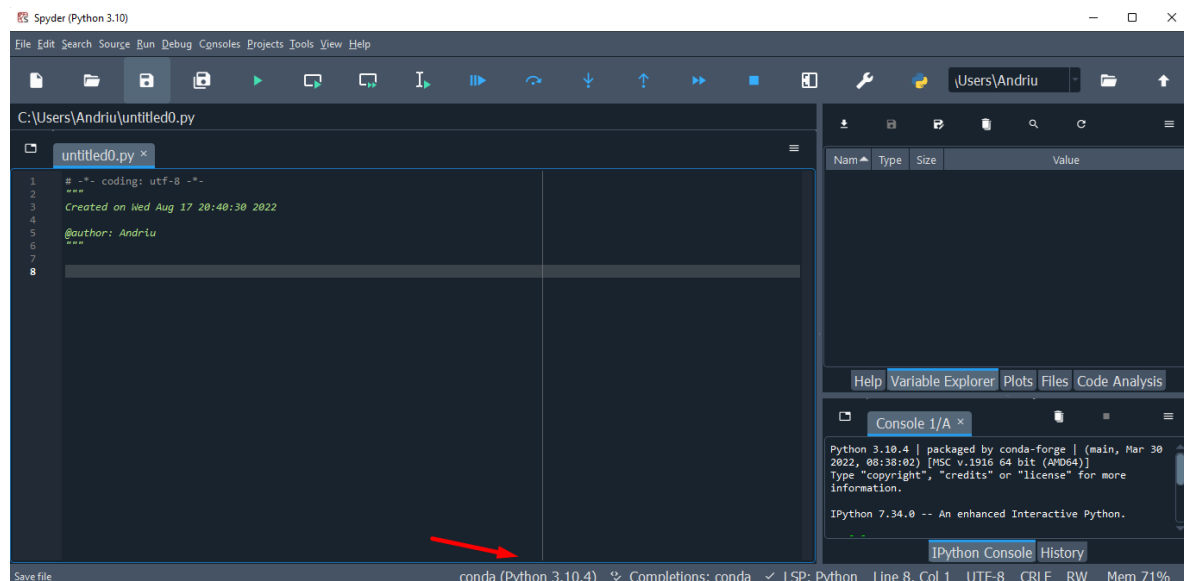 Spyder (Python 3.10)
File Edit Search Source Run Debug Consoles Projects Tools View Help
\Users\Andriu
C:\Users\Andriu\untitled0.py
untitled0.py
1 # -*- coding: utf-8 -*-
2 """
3 Created on Wed Aug 17 20:40:30 2022
4
5 @author: Andriu
6 """
7
8
Nam Type Size Value
Help Variable Explorer Plots Files Code Analysis
Console 1/A
Python 3.10.4 | packaged by conda-forge | (main, Mar 30
2022, 08:38:02) [MSC v.1916 64 bit (AMD64)]
Type "copyright", "credits" or "license" for more
information.
IPython 7.34.0 -- An enhanced Interactive Python.
IPython Console History
Save file conda (Python 3.10.4) Completions: conda LSP: Python Line 8, Col 1 UTF-8 CRLF RW Mem 71%